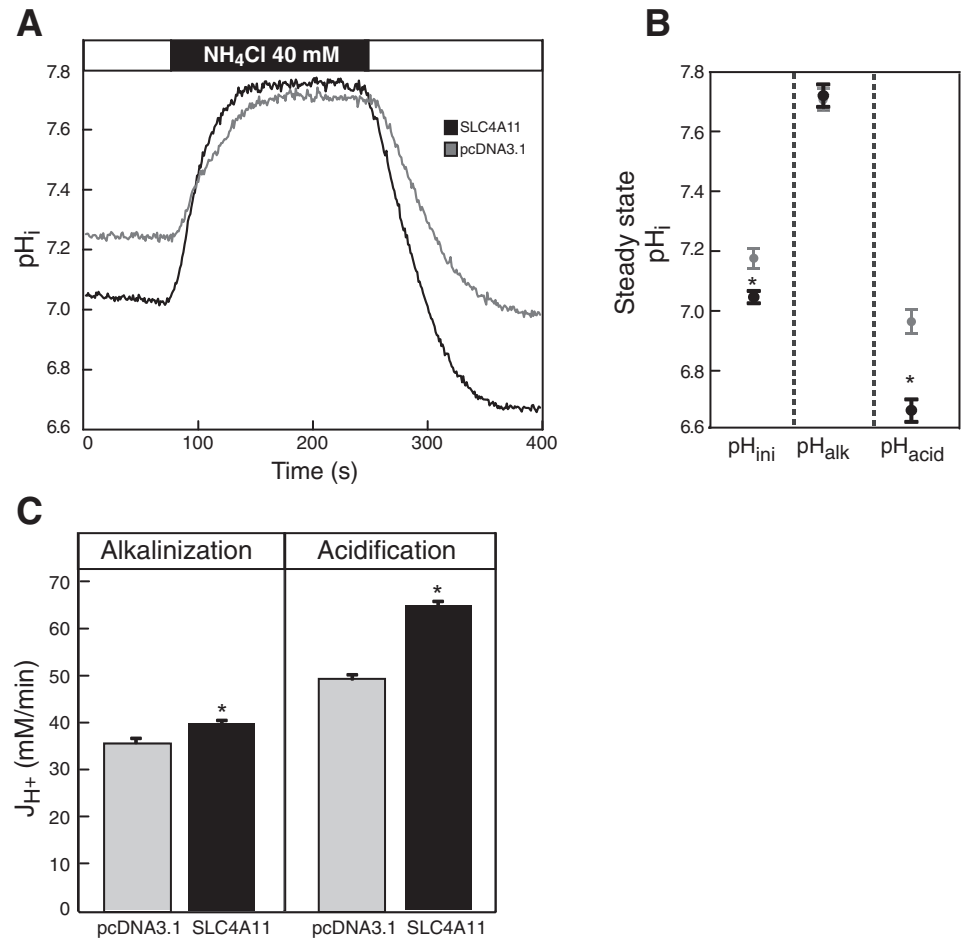 A
NH4Cl 40 mM
7.8
7.6
7.4
7.2
7.0
6.8
6.6
pHi
SLC4A11
pcDNA3.1
0 100 200 300 400
Time (s)
B
7.8
7.6
7.4
7.2
7.0
6.8
6.6
Steady state
pHi
*
*
pHini pHalk pHacid
C
Alkalinization Acidification
70
60
50
40
30
20
10
0
JH+ (mM/min)
*
*
pcDNA3.1 SLC4A11 pcDNA3.1 SLC4A11